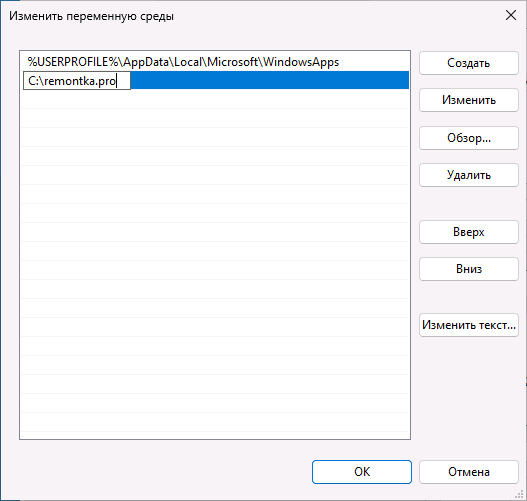 Изменить переменную среды
%USERPROFILE%\AppData\Local\Microsoft\WindowsApps
C:\remontka.pro
Создать
Изменить
Обзор...
Удалить
Вверх
Вниз
Изменить текст...
OK
Отмена